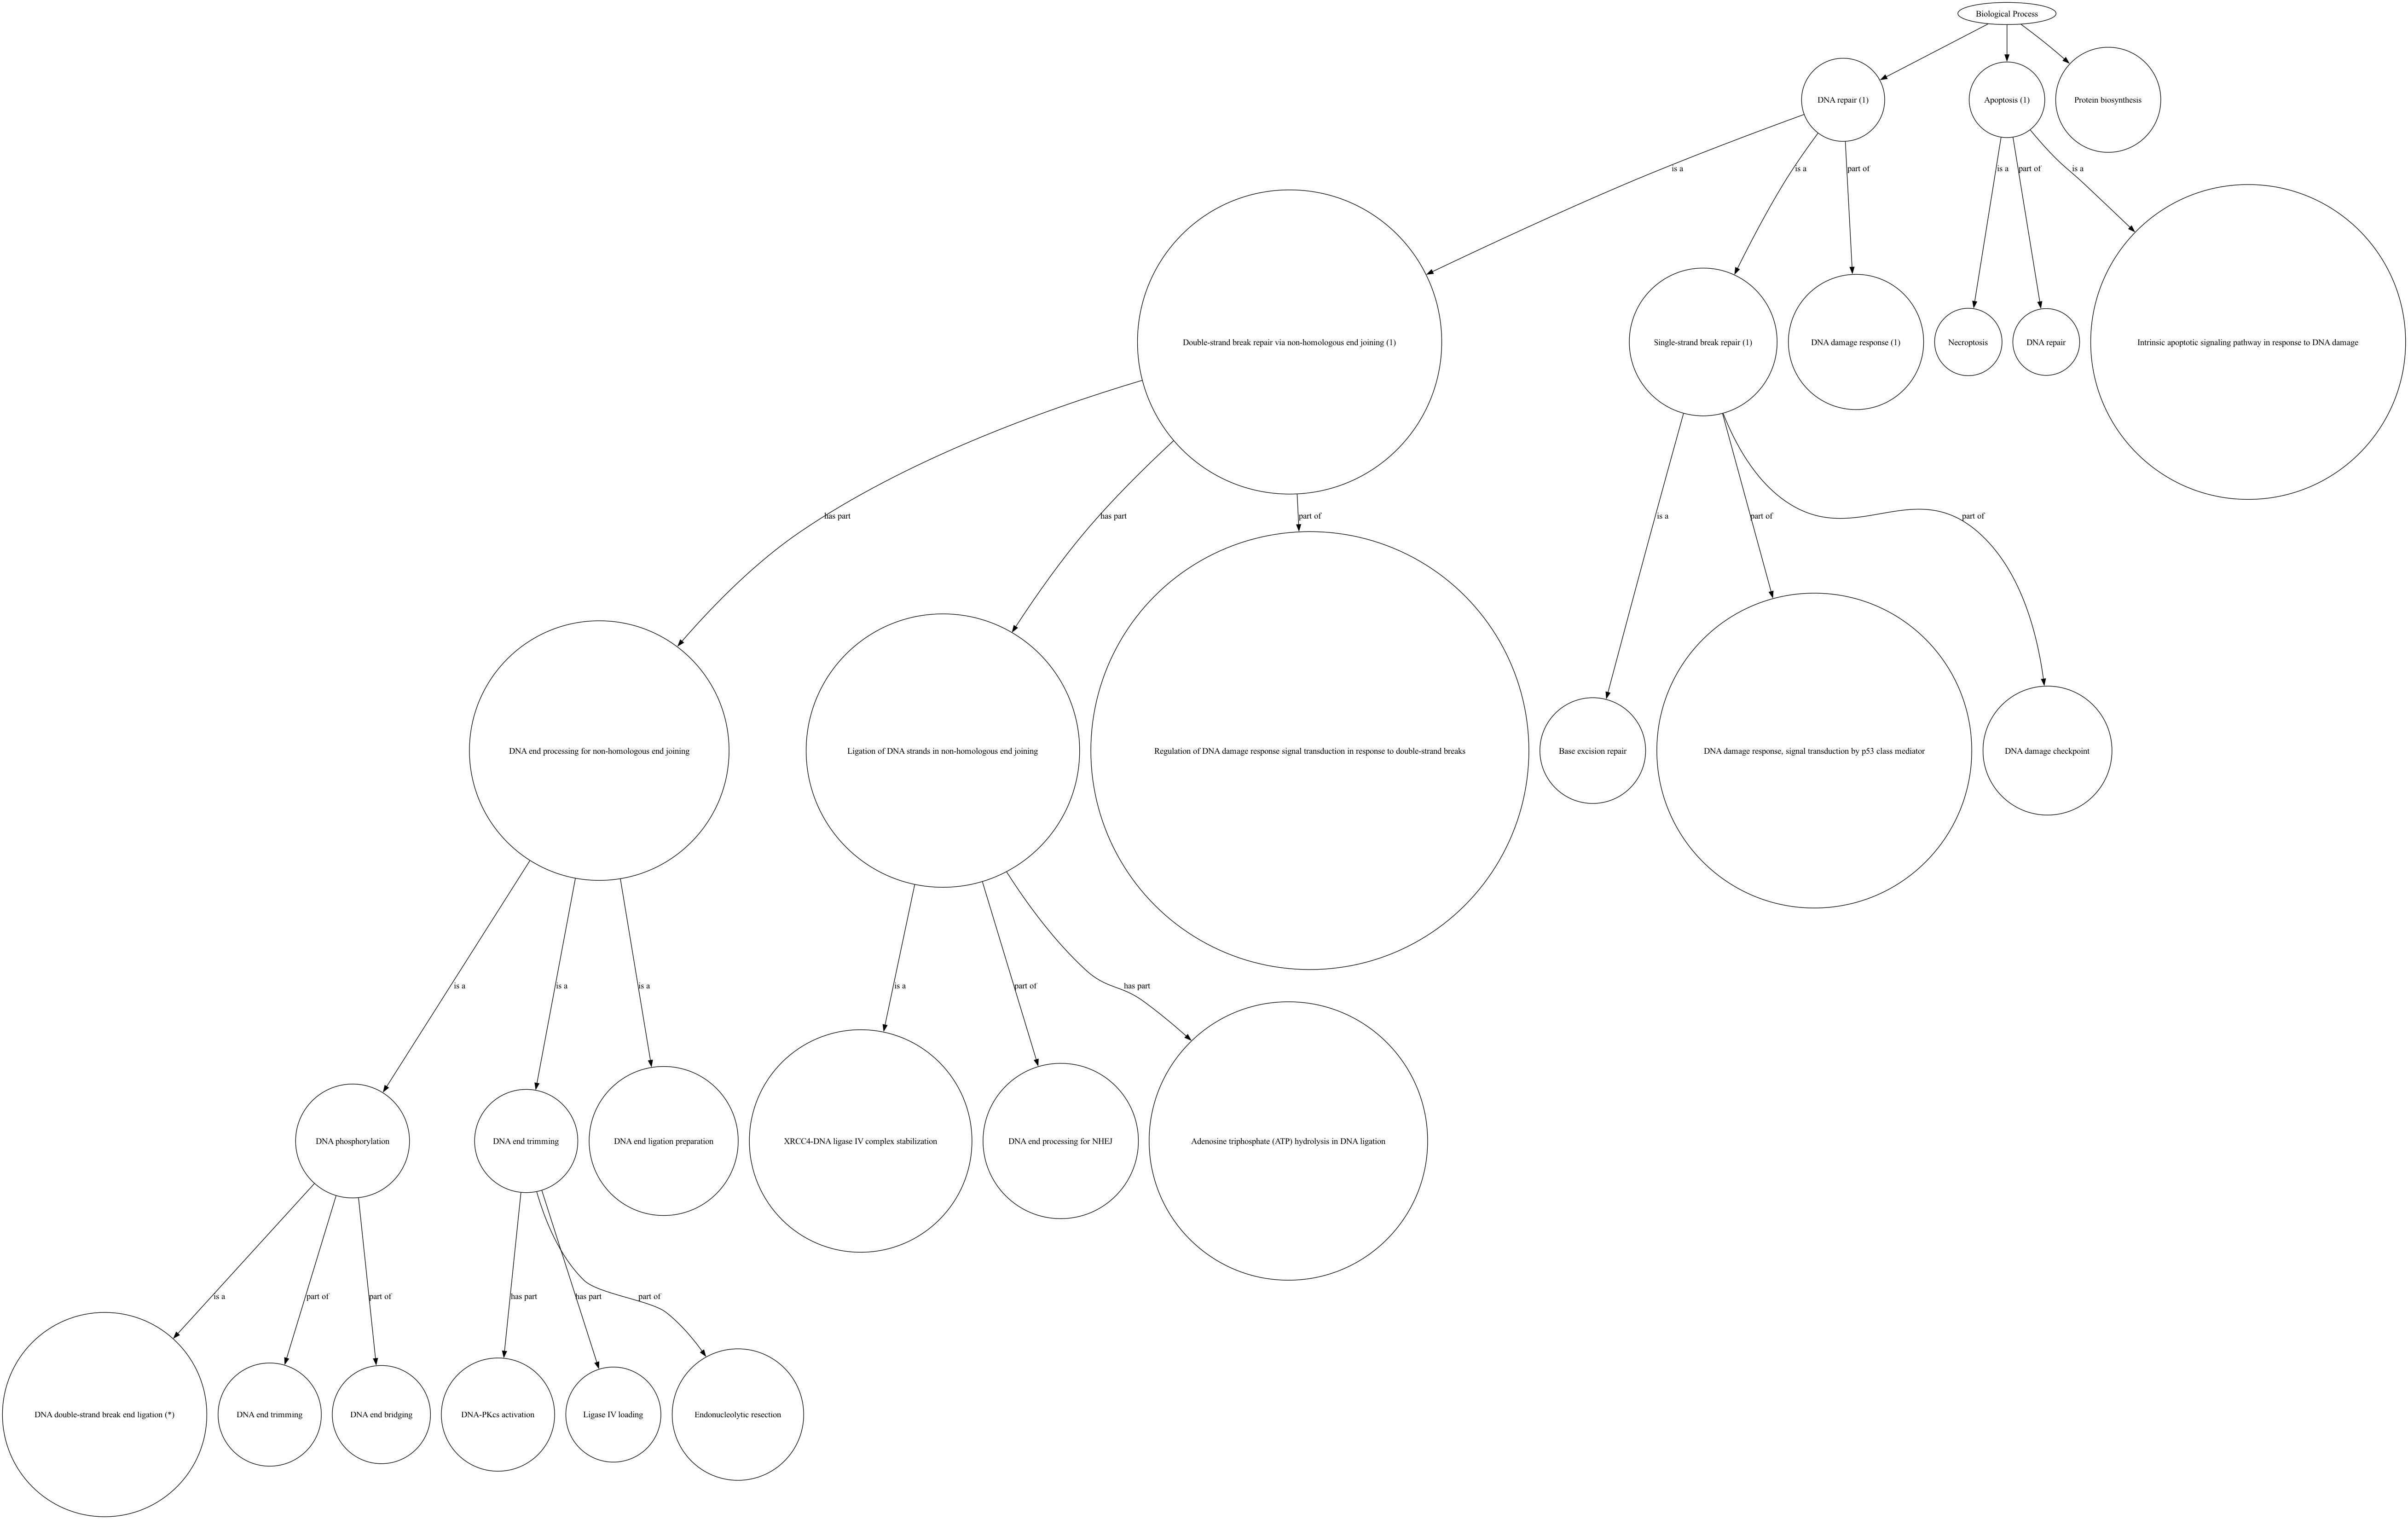 Biological Process
DNA repair (1)
Apoptosis (1)
Protein biosynthesis
is a
is a
part of
is a
part of
is a
Double-strand break repair via non-homologous end joining (1)
Single-strand break repair (1)
DNA damage response (1)
Necroptosis
DNA repair
Intrinsic apoptotic signaling pathway in response to DNA damage
has part
has part
part of
is a
part of
part of
DNA end processing for non-homologous end joining
Ligation of DNA strands in non-homologous end joining
Regulation of DNA damage response signal transduction in response to double-strand breaks
Base excision repair
DNA damage response, signal transduction by p53 class mediator
DNA damage checkpoint
is a
is a
is a
is a
part of
has part
DNA phosphorylation
DNA end trimming
DNA end ligation preparation
XRCC4-DNA ligase IV complex stabilization
DNA end processing for NHEJ
Adenosine triphosphate (ATP) hydrolysis in DNA ligation
is a
part of
part of
has part
has part
part of
DNA double-strand break end ligation (*)
DNA end trimming
DNA end bridging
DNA-PKcs activation
Ligase IV loading
Endonucleolytic resection